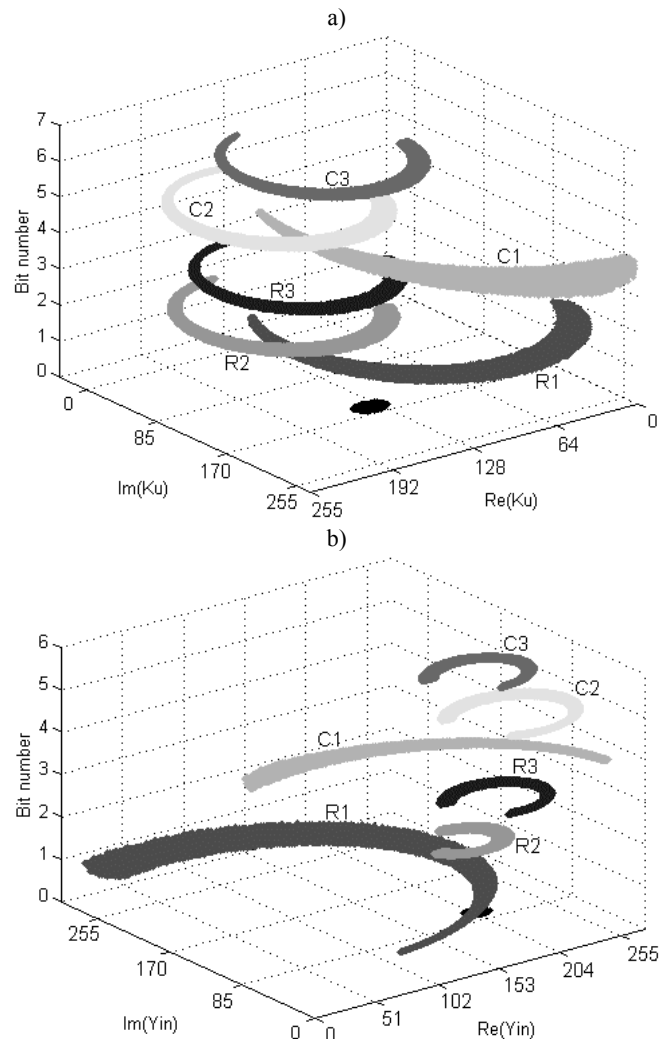 a)
7
6
5
4
3
2
1
0
Bit number
C3
C2
C1
R3
R2
R1
0
85
170
255
Im(Ku)
255
192
128
64
0
Re(Ku)
b)
6
5
4
3
2
1
0
Bit number
C3
C2
C1
R3
R1
R2
255
170
85
0
Im(Yin)
0
51
102
153
204
255
Re(Yin)